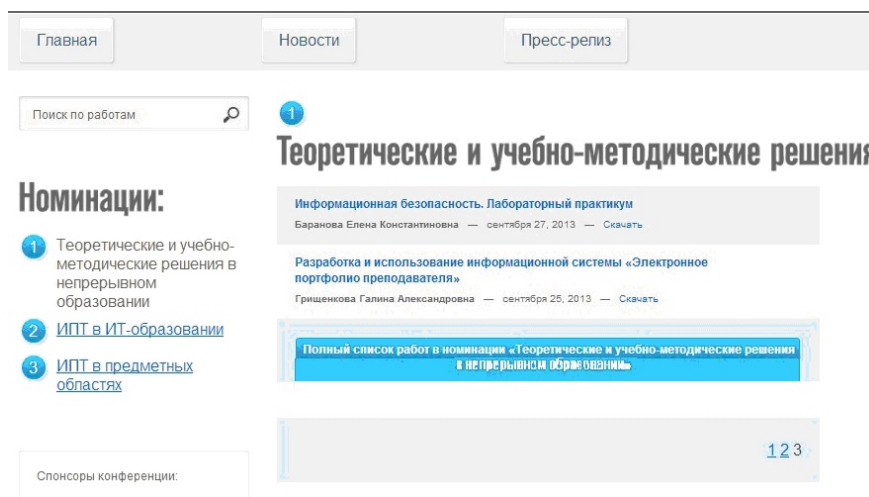 Главная
Новости
Пресс-релиз
Поиск по работам
Номинации:
1
Теоретические и учебно-
методические решения в
непрерывном
образовании
2
ИПТ в ИТ-образовании
3
ИПТ в предметных
областях
Спонсоры конференции:
1
Теоретические и учебно-методические решения
Информационная безопасность. Лабораторный практикум
Баранова Елена Константиновна — сентября 27, 2013 — Скачать
Разработка и использование информационной системы «Электронное
портфолио преподавателя»
Грищенкова Галина Александровна — сентября 25, 2013 — Скачать
Полный список работ в номинации «Теоретические и учебно-методические решения
в непрерывном образовании»
1 2 3